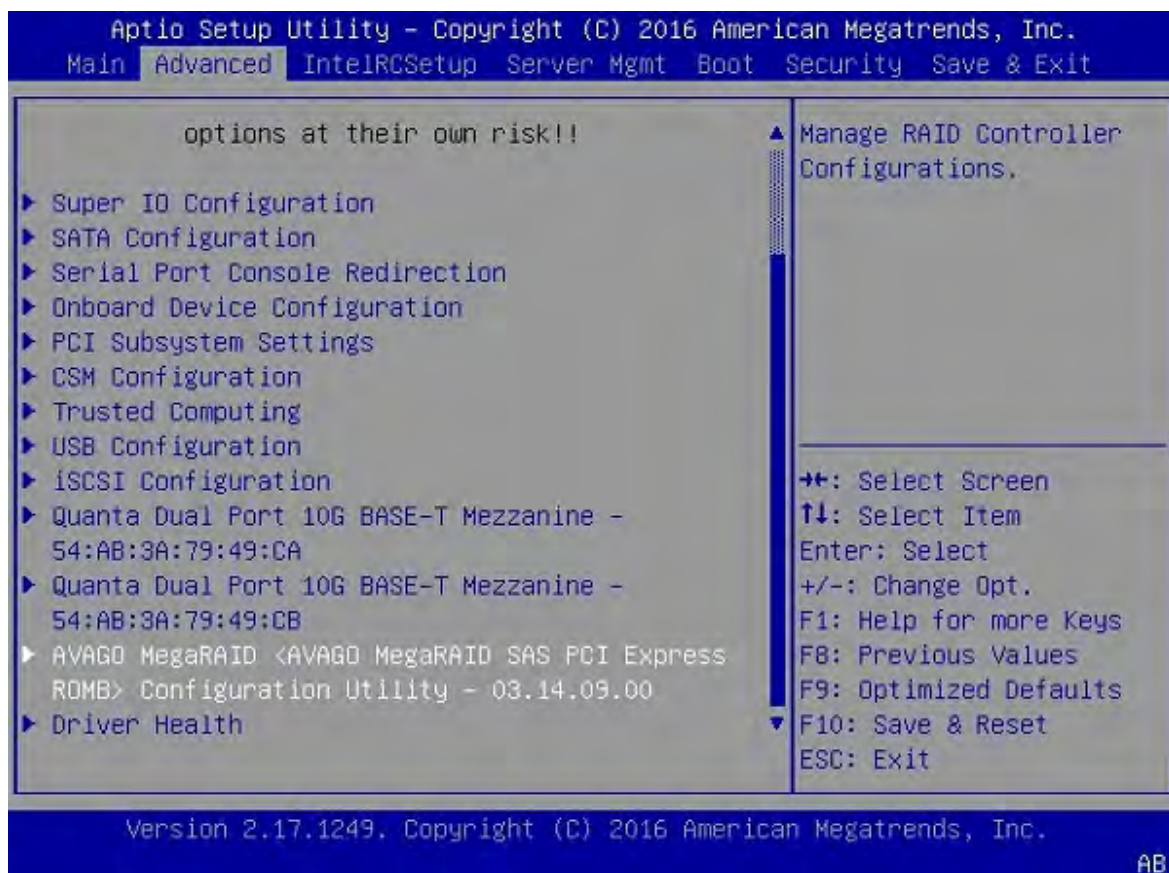 Aptio Setup Utility – Copyright (C) 2016 American Megatrends, Inc.
Main Advanced IntelRCSetup Server Mgmt Boot Security Save & Exit
options at their own risk!!
Super IO Configuration
SATA Configuration
Serial Port Console Redirection
Onboard Device Configuration
PCI Subsystem Settings
CSM Configuration
Trusted Computing
USB Configuration
iSCSI Configuration
Quanta Dual Port 10G BASE-T Mezzanine –
54:AB:3A:79:49:CA
Quanta Dual Port 10G BASE-T Mezzanine –
54:AB:3A:79:49:CB
AVAGO MegaRAID <AVAGO MegaRAID SAS PCI Express
ROMB> Configuration Utility – 03.14.09.00
Driver Health
Manage RAID Controller
Configurations.
→←: Select Screen
↑↓: Select Item
Enter: Select
+/-: Change Opt.
F1: Help for more Keys
F8: Previous Values
F9: Optimized Defaults
F10: Save & Reset
ESC: Exit
Version 2.17.1249. Copyright (C) 2016 American Megatrends, Inc.
AB